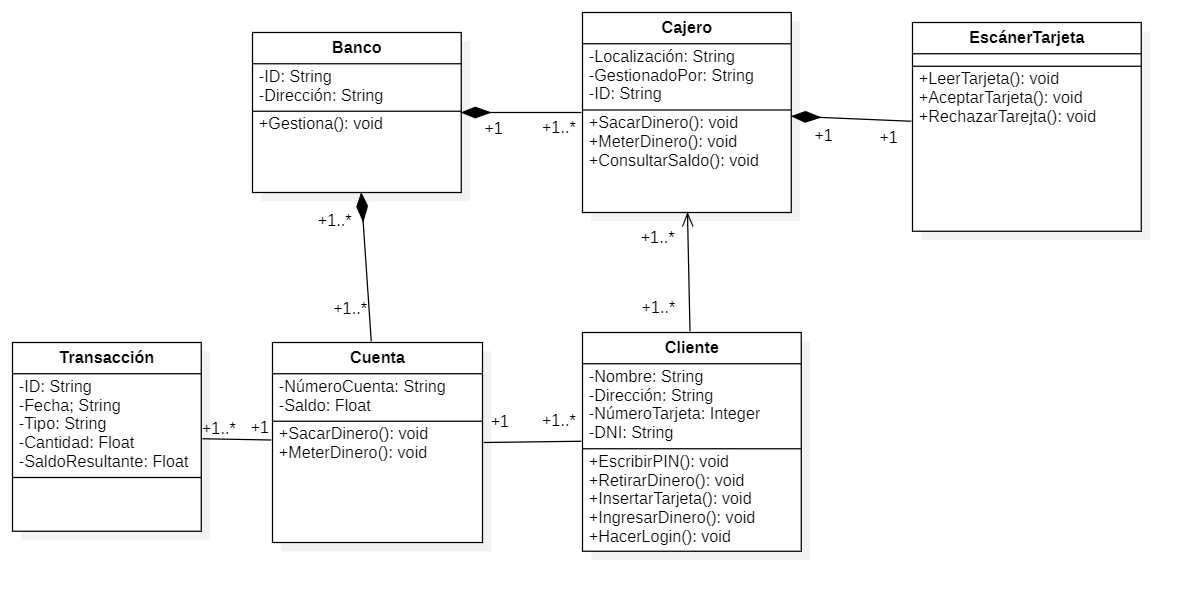 Banco
-ID: String
-Dirección: String
+Gestiona(): void
+1
+1..*
Cajero
-Localización: String
-GestionadoPor: String
-ID: String
+SacarDinero(): void
+MeterDinero(): void
+ConsultarSaldo(): void
+1
+1
EscánerTarjeta
+LeerTarjeta(): void
+AceptarTarjeta(): void
+RechazarTarejta(): void
+1..*
+1..*
+1..*
+1..*
Transacción
-ID: String
-Fecha; String
-Tipo: String
-Cantidad: Float
-SaldoResultante: Float
+1..*
+1
Cuenta
-NúmeroCuenta: String
-Saldo: Float
+SacarDinero(): void
+MeterDinero(): void
+1
+1..*
Cliente
-Nombre: String
-Dirección: String
-NúmeroTarjeta: Integer
-DNI: String
+EscribirPIN(): void
+RetirarDinero(): void
+InsertarTarjeta(): void
+IngresarDinero(): void
+HacerLogin(): void